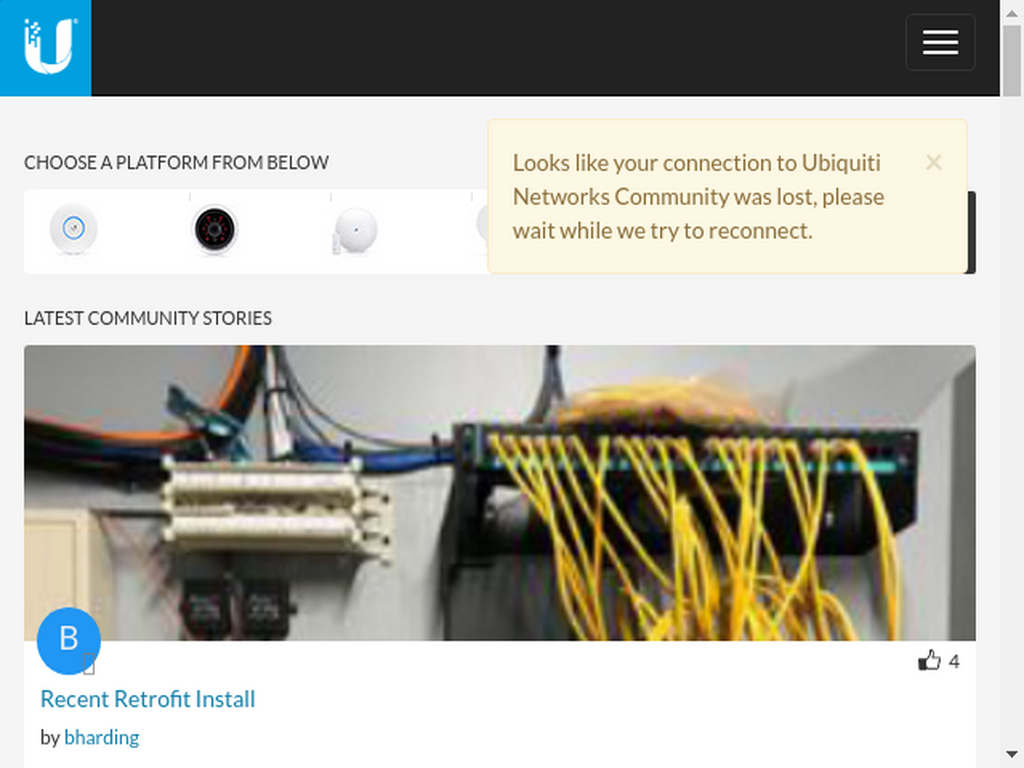 CHOOSE A PLATFORM FROM BELOW
Looks like your connection to Ubiquiti
Networks Community was lost, please
wait while we try to reconnect.
×
LATEST COMMUNITY STORIES
B
4
Recent Retrofit Install
by bharding